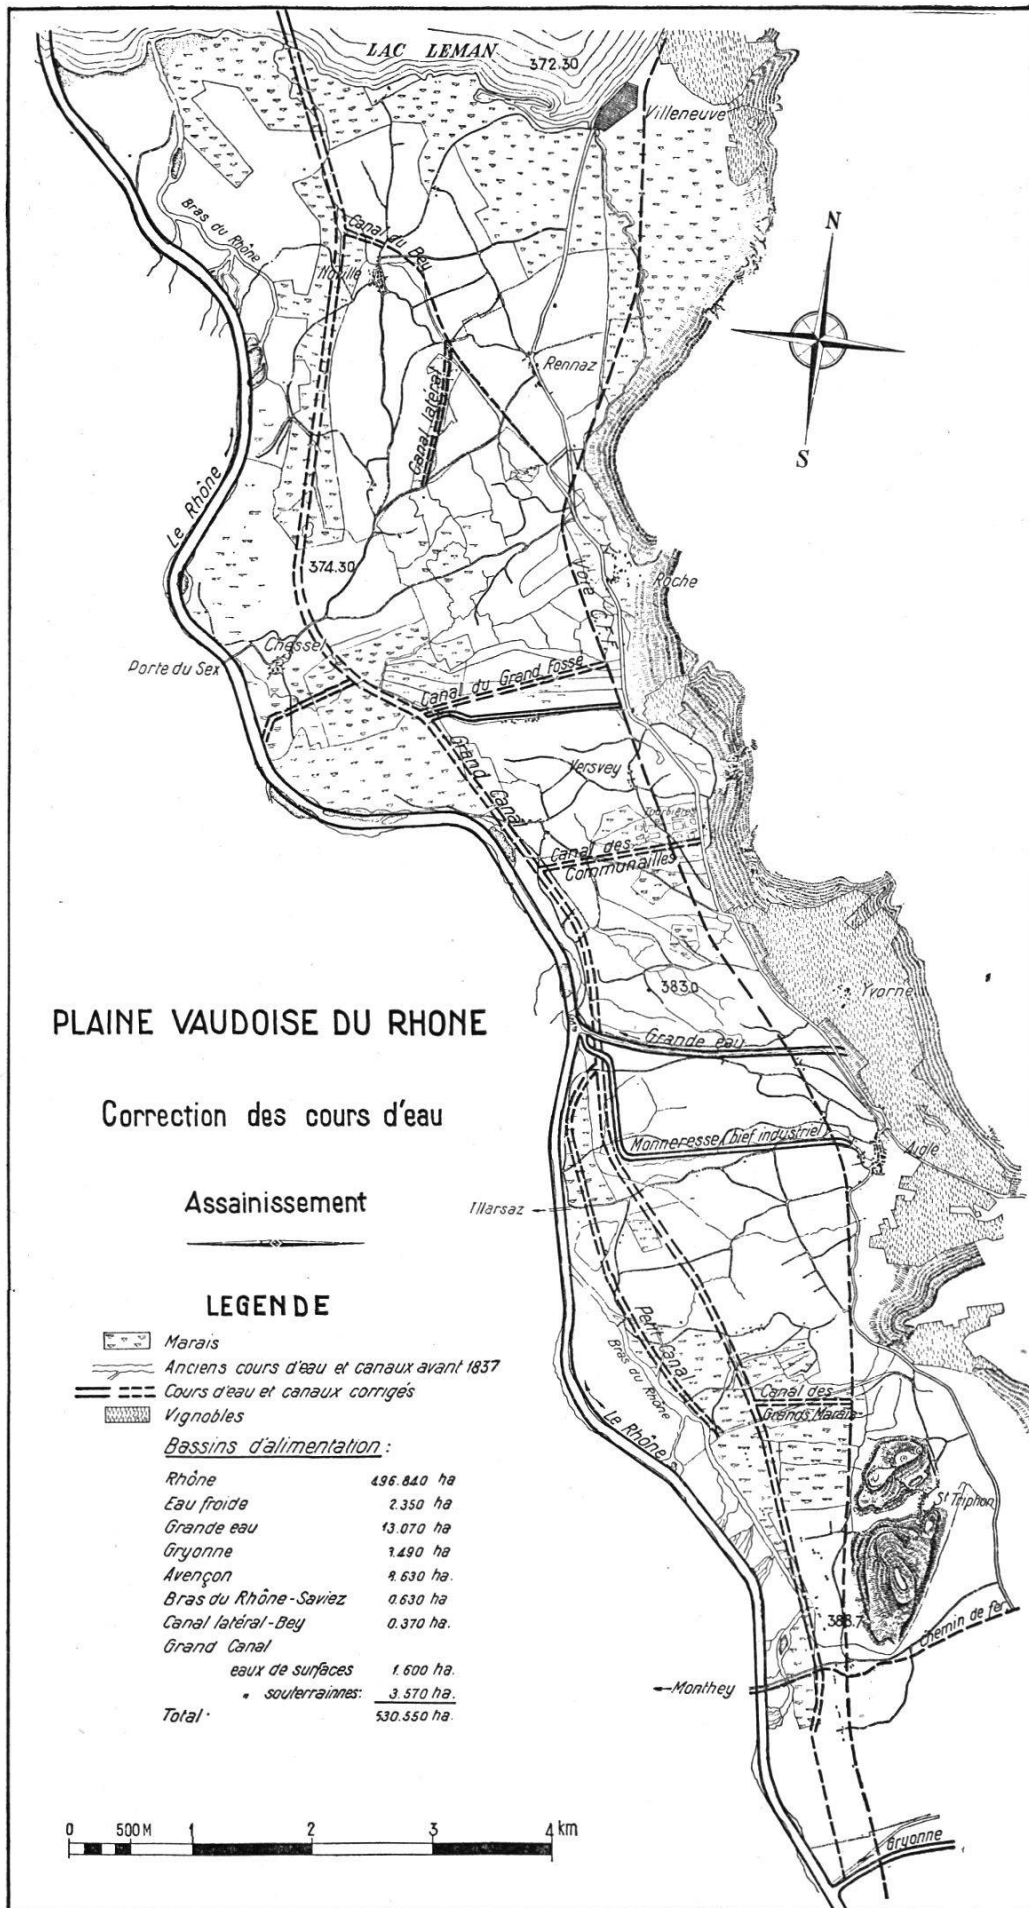 LAC LEMAN
372.30
Villeneuve
Bras du Rhône
Canal du Bey
Noville
N
S
Rennaz
Canal latéral
Le Rhône
374.30
Voie C.F.F.
Roche
Chessel
Porte du Sex
Canal du Grand Fosse
Grand Canal
Versvey
Canal des
Communailles
383.0
Yvorne
PLAINE VAUDOISE DU RHONE
Grande eau
Correction des cours d'eau
Monneresse (bief industriel)
Aigle
Assainissement
Illarsaz
LEGENDE
Marais
Anciens cours d'eau et canaux avant 1837
Cours d'eau et canaux corrigés
Vignobles
Petit Canal
Bras du Rhône
Canal des
Grands Marais
Le Rhône
St Triphon
Bassins d'alimentation :
Rhône 496.840 ha
Eau froide 2.350 ha
Grande eau 13.070 ha
Gryonne 3.490 ha
Avençon 8.630 ha.
Bras du Rhône-Saviez 0.630 ha
Canal latéral-Bey 0.370 ha.
Grand Canal
eaux de surfaces 1.600 ha.
" souterrainnes: 3.570 ha.
Total: 530.550 ha.
388.7
Chemin de fer
Monthey
0 500 M 1 2 3 4 km
Gryonne